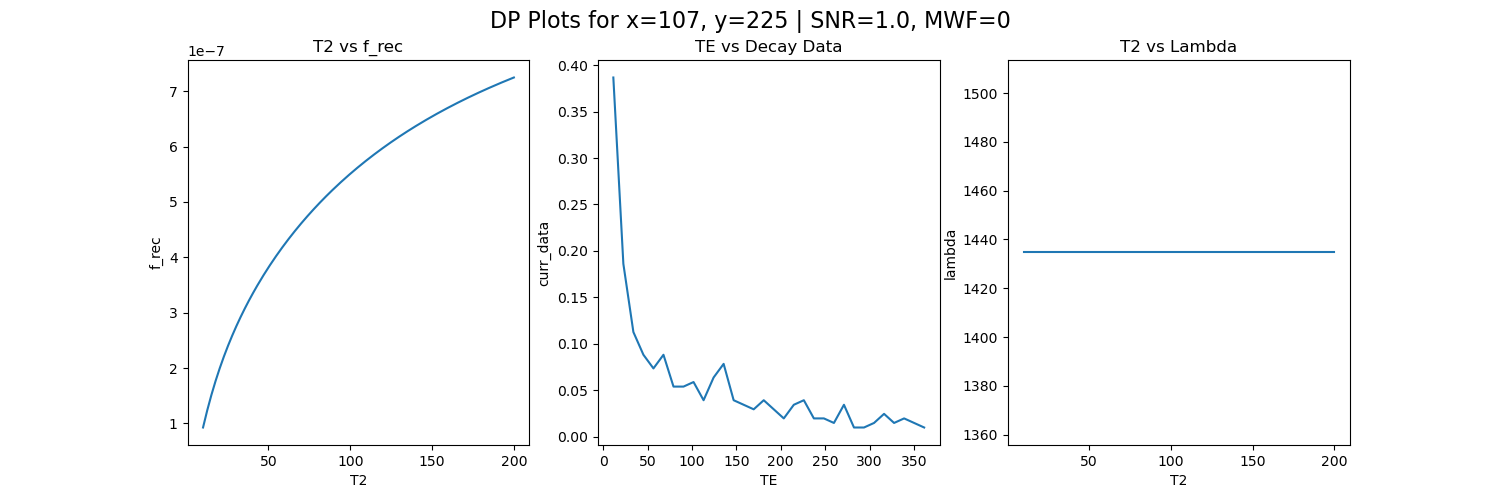 DP Plots for x=107, y=225 | SNR=1.0, MWF=0
T2 vs f_rec
1e−7
7
6
5
4
3
2
1
f_rec
50 100 150 200
T2
TE vs Decay Data
0.40
0.35
0.30
0.25
0.20
0.15
0.10
0.05
0.00
curr_data
0 50 100 150 200 250 300 350
TE
T2 vs Lambda
1500
1480
1460
1440
1420
1400
1380
1360
lambda
50 100 150 200
T2